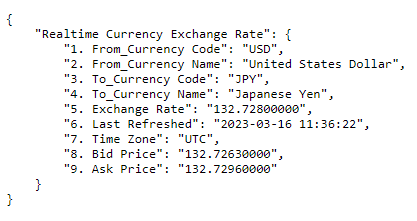 {
    "Realtime Currency Exchange Rate": {
        "1. From_Currency Code": "USD",
        "2. From_Currency Name": "United States Dollar",
        "3. To_Currency Code": "JPY",
        "4. To_Currency Name": "Japanese Yen",
        "5. Exchange Rate": "132.72800000",
        "6. Last Refreshed": "2023-03-16 11:36:22",
        "7. Time Zone": "UTC",
        "8. Bid Price": "132.72630000",
        "9. Ask Price": "132.72960000"
    }
}